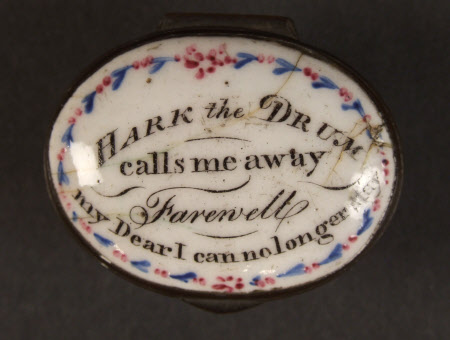 HARK the DRUM
calls me away
Farewell
my Dear I can no longer stay